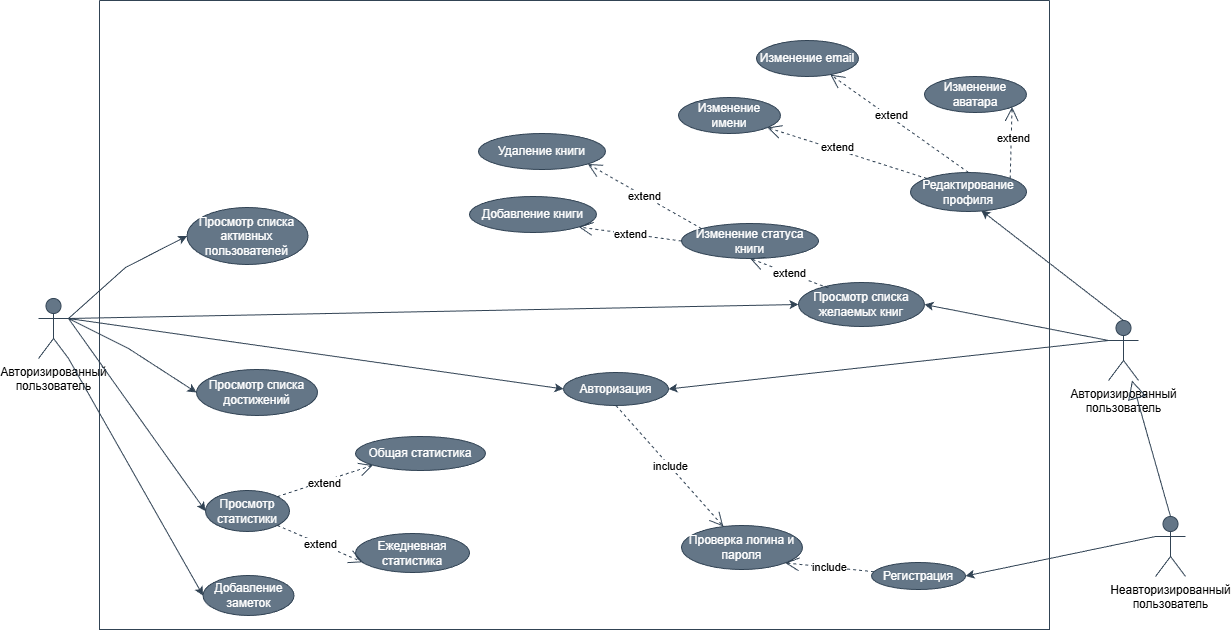 Изменение email
Изменение
аватара
Изменение
имени
extend
extend
extend
Удаление книги
Редактирование
профиля
extend
Добавление книги
Просмотр списка
активных
пользователей
extend
Изменение статуса
книги
extend
Просмотр списка
желаемых книг
Авторизированный
пользователь
Просмотр списка
достижений
Авторизация
Авторизированный
пользователь
Общая статистика
include
extend
Просмотр
статистики
extend
Ежедневная
статистика
Проверка логина и
пароля
include
Регистрация
Добавление
заметок
Неавторизированный
пользователь